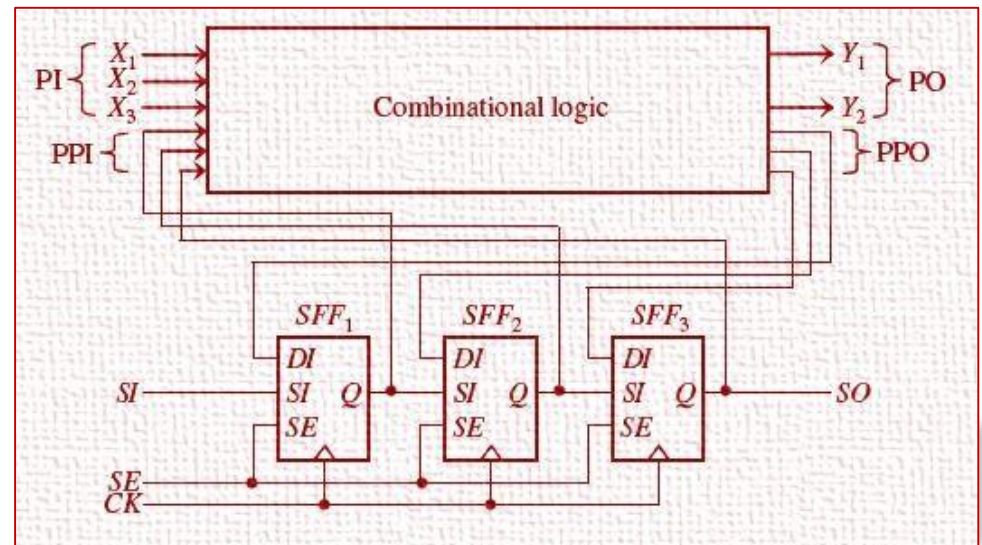 PI X₁ Y₁ PO
X₂
X₃ Combinational logic Y₂
PPI PPO
SFF₁ SFF₂ SFF₃
DI DI DI
SI SI Q SI Q SI Q SO
SE SE SE
SE
CK